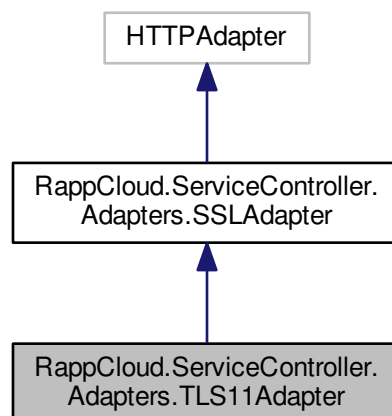 HTTPAdapter
RappCloud.ServiceController.
Adapters.SSLAdapter
RappCloud.ServiceController.
Adapters.TLS11Adapter